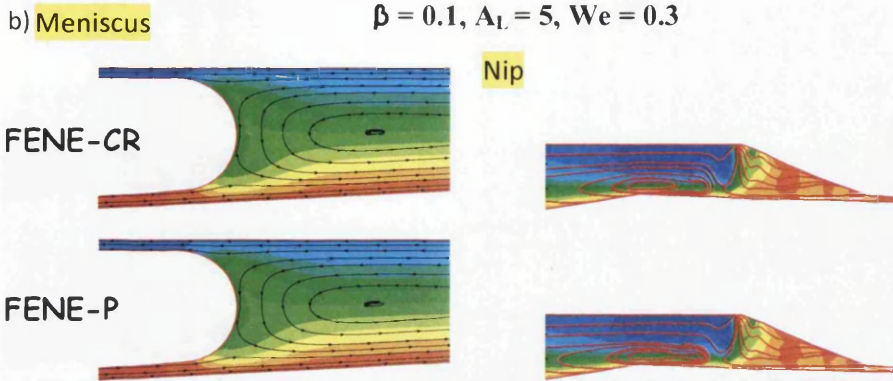 b) Meniscus
β = 0.1, A_L = 5, We = 0.3
Nip
FENE-CR
FENE-P